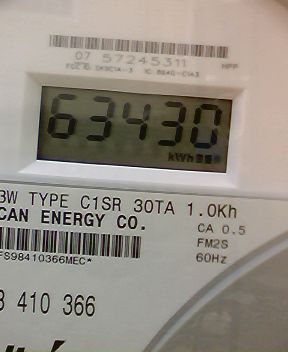 07 57245311
HPP
63430
kWh
3W TYPE C1SR 30TA 1.0Kh
CAN ENERGY CO.
CA 0.5
FM2S
FS98410366MEC*
60Hz
410 366